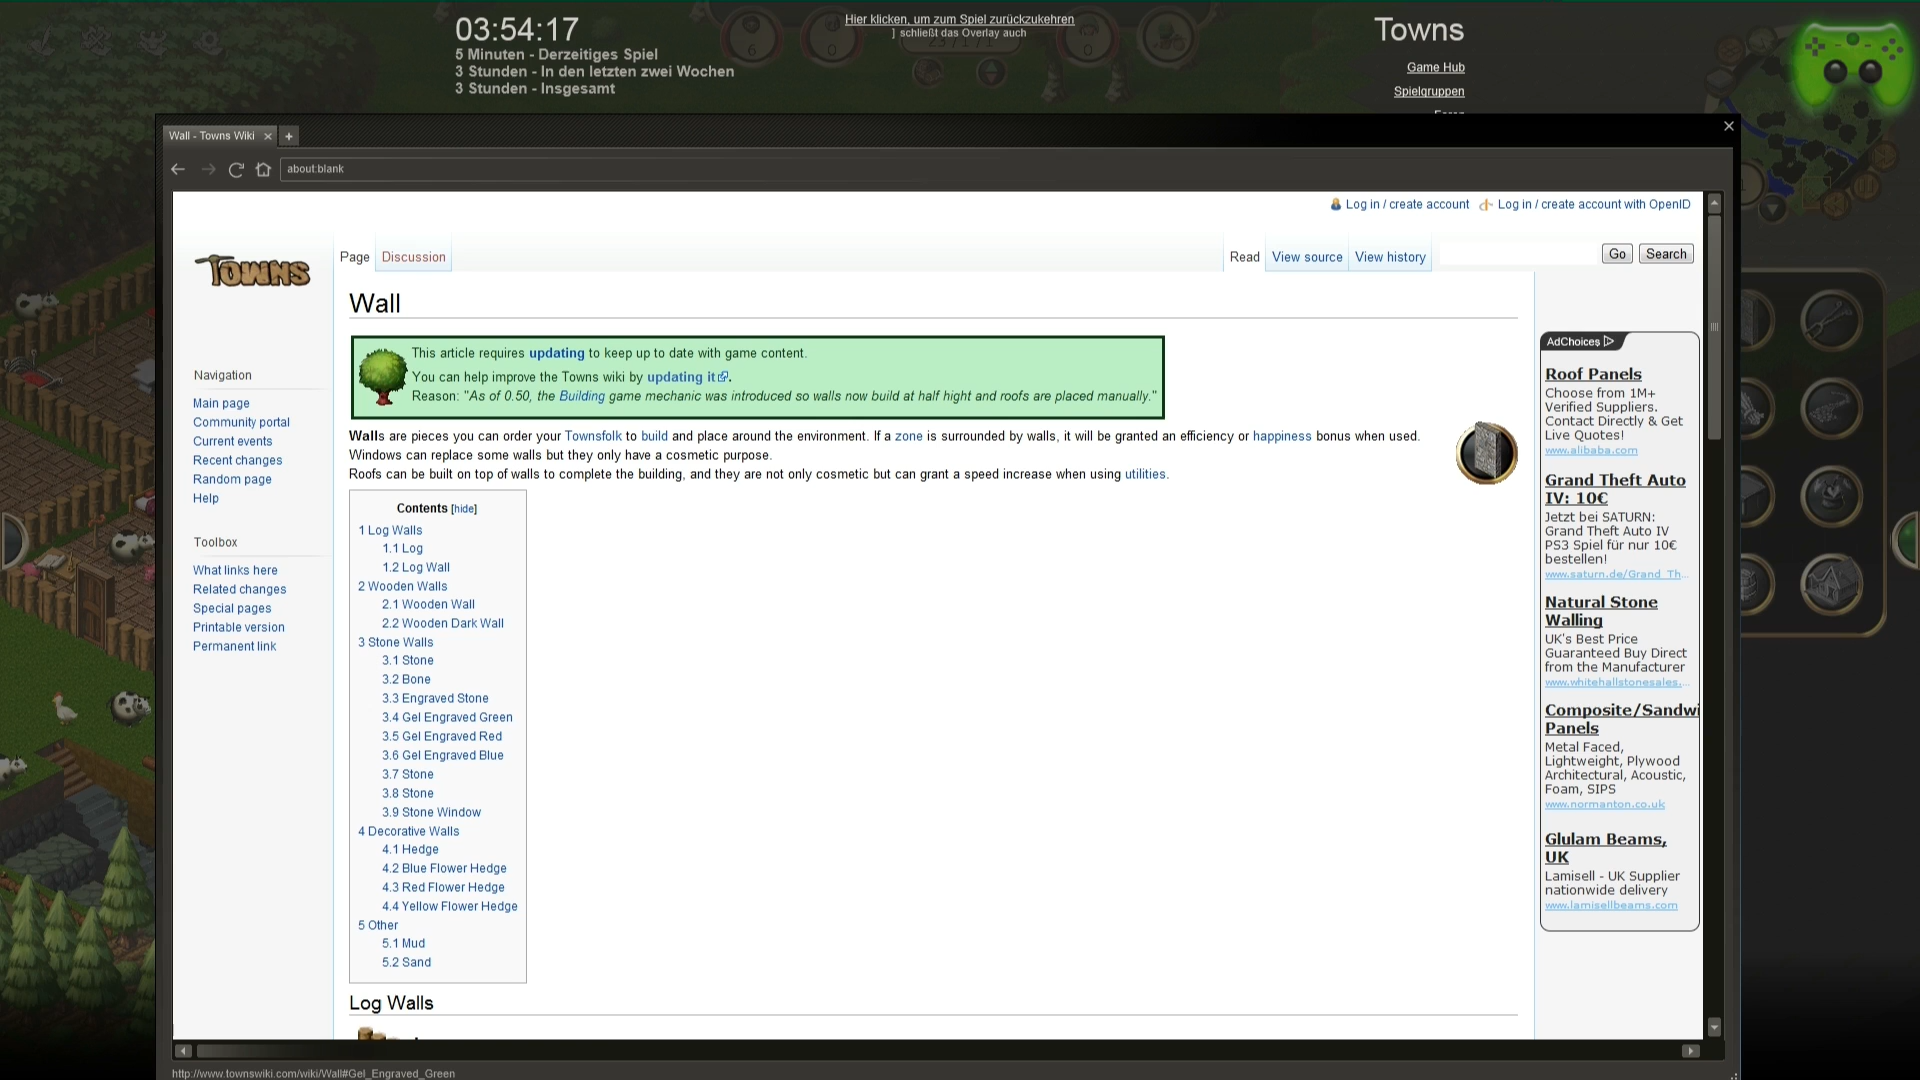 03:54:17
5 Minuten - Derzeitiges Spiel
3 Stunden - In den letzten zwei Wochen
3 Stunden - Insgesamt
Hier klicken, um zum Spiel zurückzukehren
] schließt das Overlay auch
6
0
0
Towns
Game Hub
Spielgruppen
Wall - Towns Wiki
about:blank
Log in / create account
Log in / create account with OpenID
TOWNS
Page
Discussion
Read
View source
View history
Go
Search
Wall
This article requires updating to keep up to date with game content.
You can help improve the Towns wiki by updating it.
Reason: "As of 0.50, the Building game mechanic was introduced so walls now build at half hight and roofs are placed manually."
Walls are pieces you can order your Townsfolk to build and place around the environment. If a zone is surrounded by walls, it will be granted an efficiency or happiness bonus when used.
Windows can replace some walls but they only have a cosmetic purpose.
Roofs can be built on top of walls to complete the building, and they are not only cosmetic but can grant a speed increase when using utilities.
Navigation
Main page
Community portal
Current events
Recent changes
Random page
Help
Toolbox
What links here
Related changes
Special pages
Printable version
Permanent link
Contents [hide]
1 Log Walls
1.1 Log
1.2 Log Wall
2 Wooden Walls
2.1 Wooden Wall
2.2 Wooden Dark Wall
3 Stone Walls
3.1 Stone
3.2 Bone
3.3 Engraved Stone
3.4 Gel Engraved Green
3.5 Gel Engraved Red
3.6 Gel Engraved Blue
3.7 Stone
3.8 Stone
3.9 Stone Window
4 Decorative Walls
4.1 Hedge
4.2 Blue Flower Hedge
4.3 Red Flower Hedge
4.4 Yellow Flower Hedge
5 Other
5.1 Mud
5.2 Sand
Log Walls
AdChoices
Roof Panels
Choose from 1M+
Verified Suppliers.
Contact Directly & Get
Live Quotes!
www.alibaba.com
Grand Theft Auto
IV: 10€
Jetzt bei SATURN:
Grand Theft Auto IV
PS3 Spiel für nur 10€
bestellen!
www.saturn.de/Grand_Th...
Natural Stone
Walling
UK's Best Price
Guaranteed Buy Direct
from the Manufacturer
www.whitehallstonesales....
Composite/Sandwi
Panels
Metal Faced,
Lightweight, Plywood
Architectural, Acoustic,
Foam, SIPS
www.normanton.co.uk
Glulam Beams,
UK
Lamisell - UK Supplier
nationwide delivery
www.lamisellbeams.com
http://www.townswiki.com/wiki/Wall#Gel_Engraved_Green